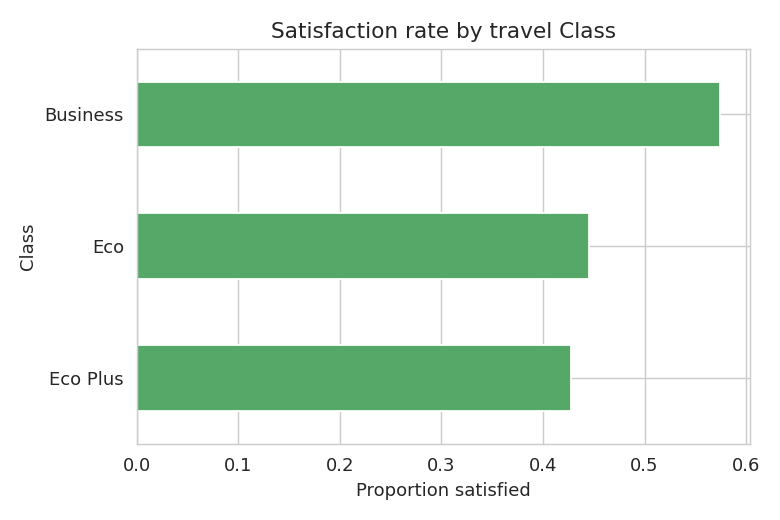 Satisfaction rate by travel Class
Business
Eco
Eco Plus
Class
0.0 0.1 0.2 0.3 0.4 0.5 0.6
Proportion satisfied